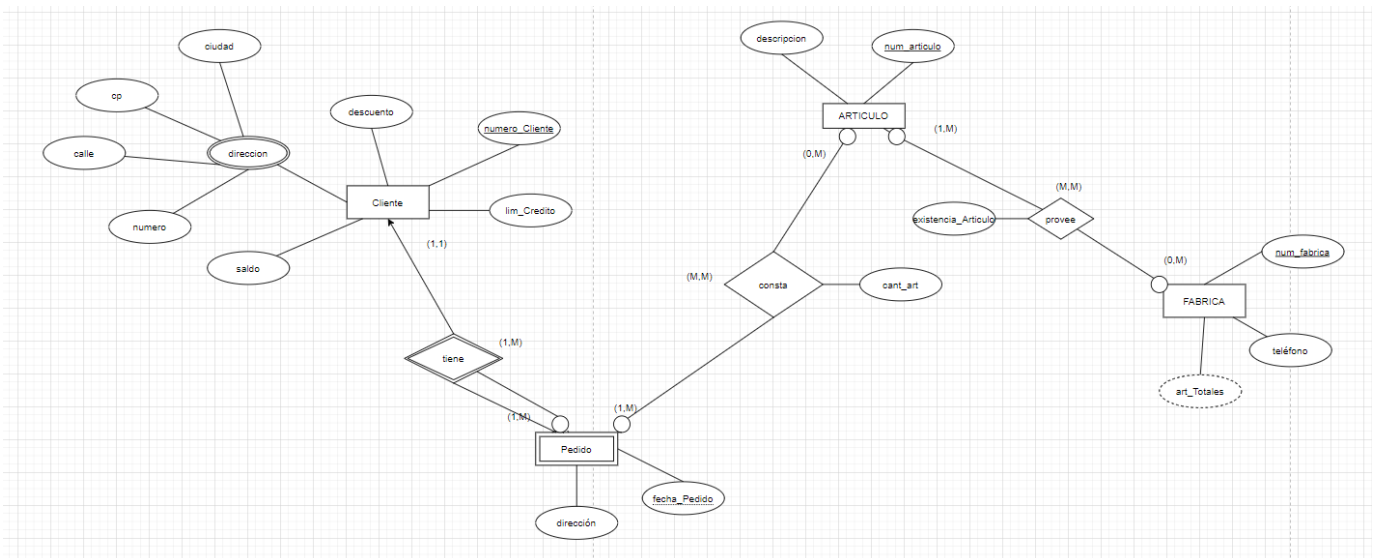 ciudad
cp
calle
direccion
numero
descuento
numero_Cliente
Cliente
lim_Credito
saldo
(1,1)
tiene
(1,M)
(1,M)
Pedido
dirección
fecha_Pedido
(1,M)
consta
(M,M)
cant_art
(0,M)
descripcion
num_articulo
ARTICULO
(1,M)
(M,M)
existencia_Articulo
provee
(0,M)
num_fabrica
FABRICA
teléfono
art_Totales